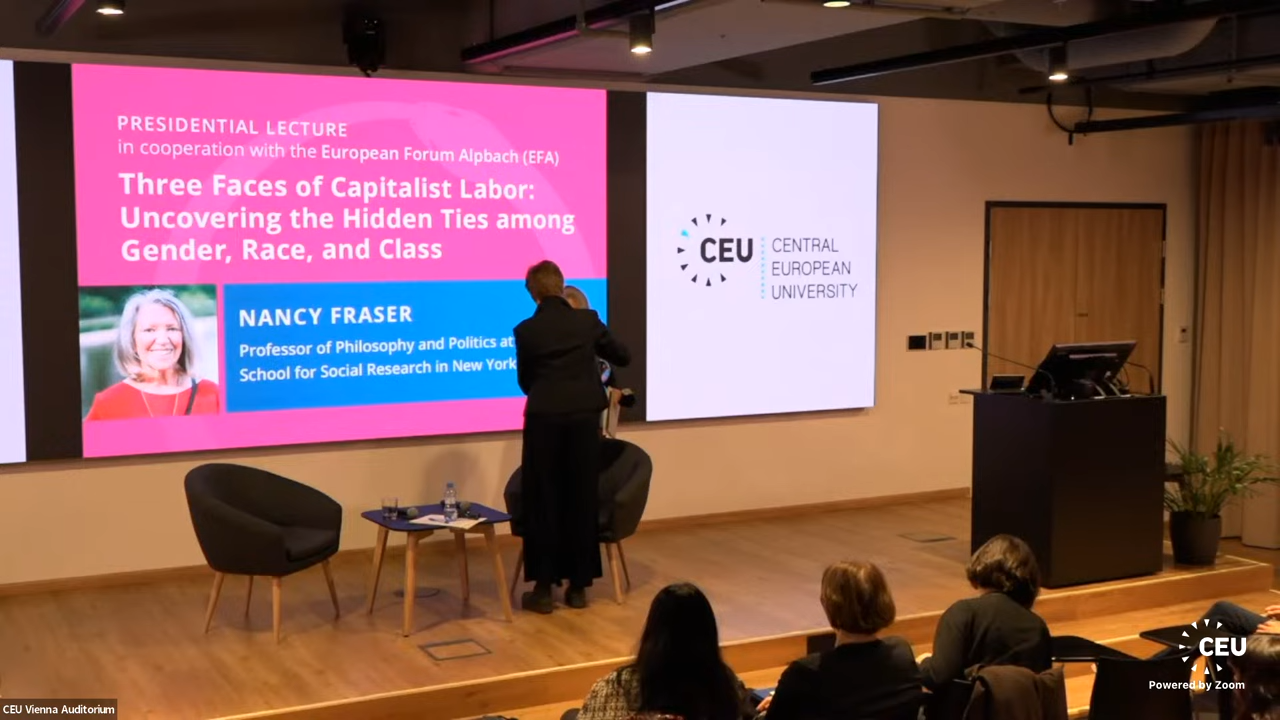 PRESIDENTIAL LECTURE
in cooperation with the European Forum Alpbach (EFA)
Three Faces of Capitalist Labor:
Uncovering the Hidden Ties among
Gender, Race, and Class
NANCY FRASER
Professor of Philosophy and Politics at
School for Social Research in New York
CEU
CENTRAL
EUROPEAN
UNIVERSITY
CEU
Powered by Zoom
CEU Vienna Auditorium